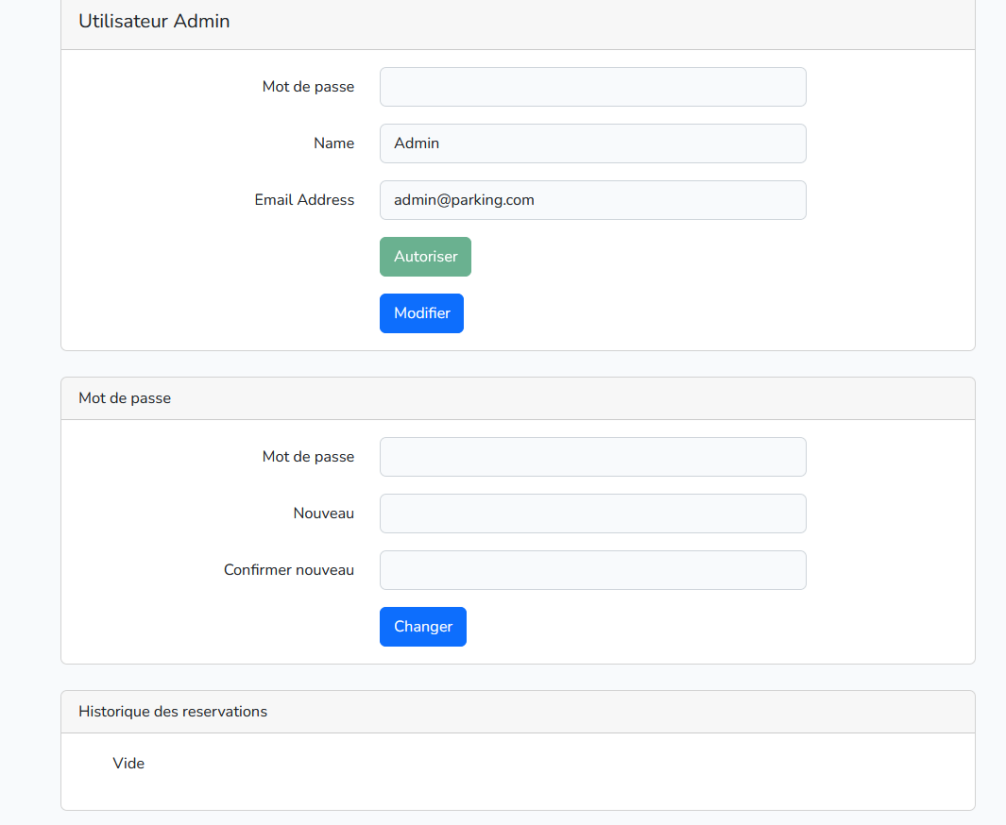 Utilisateur Admin
Mot de passe
Name Admin
Email Address admin@parking.com
Autoriser
Modifier
Mot de passe
Mot de passe
Nouveau
Confirmer nouveau
Changer
Historique des reservations
Vide